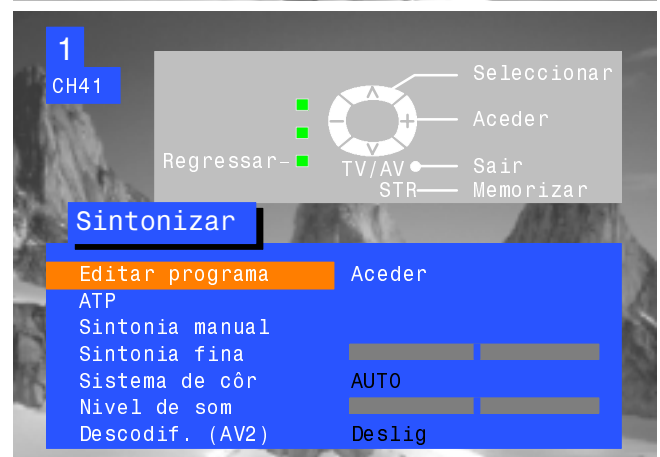 1
CH41
Seleccionar
Aceder
Regressar
TV/AV
Sair
STR
Memorizar
Sintonizar
Editar programa Aceder
ATP
Sintonia manual
Sintonia fina
Sistema de côr AUTO
Nivel de som
Descodif. (AV2) Deslig